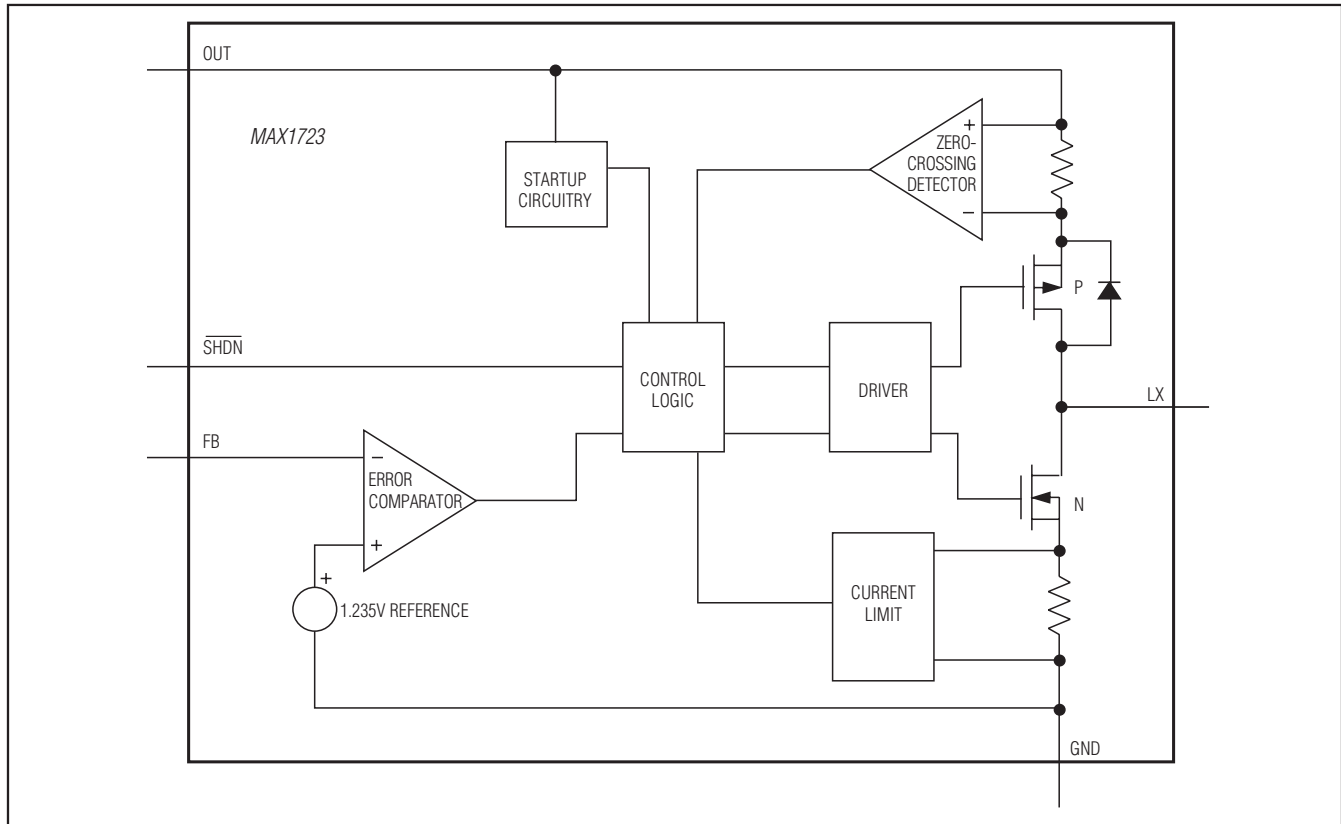 OUT
MAX1723
STARTUP
CIRCUITRY
+
ZERO-
CROSSING
DETECTOR
−
P
SHDN
CONTROL
LOGIC
DRIVER
LX
FB
−
ERROR
COMPARATOR
+
N
+
1.235V REFERENCE
CURRENT
LIMIT
GND